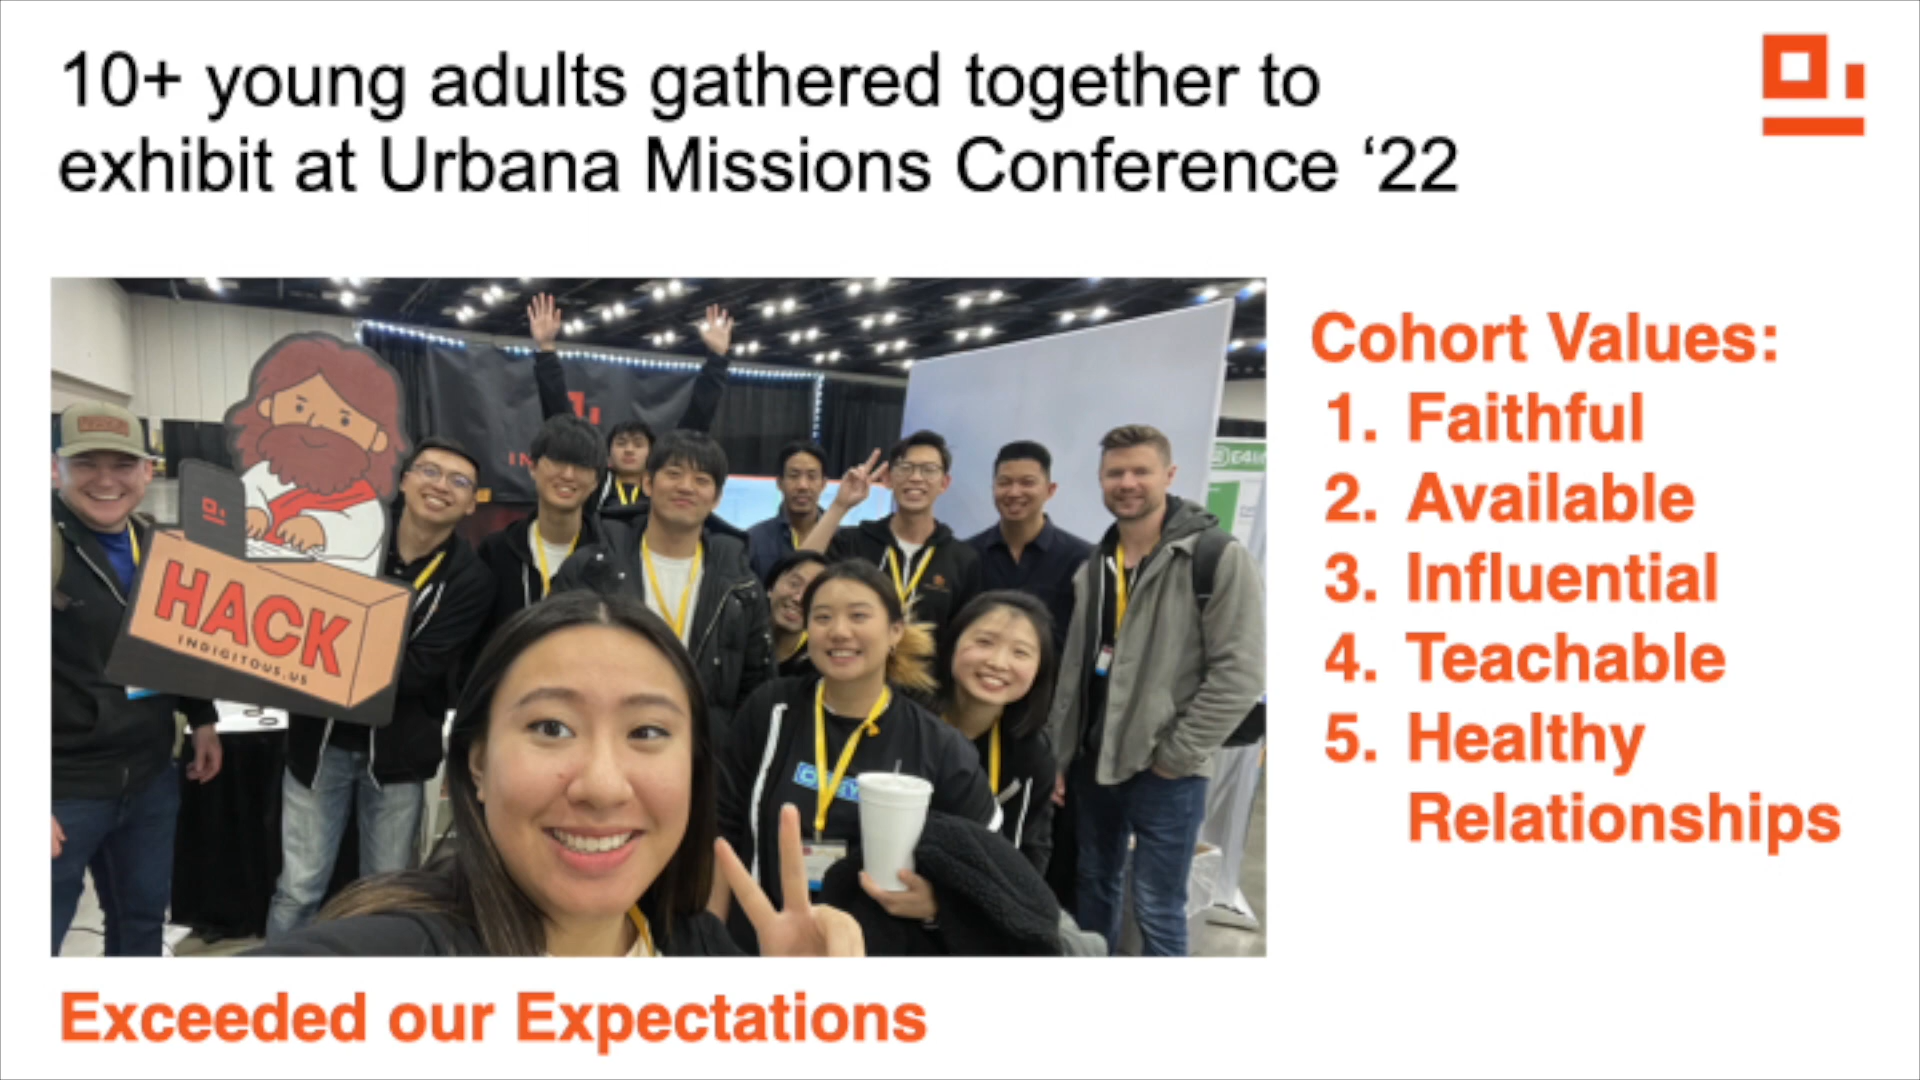 10+ young adults gathered together to
exhibit at Urbana Missions Conference ‘22
HACK
INDIGITOUS.US
Cohort Values:
1. Faithful
2. Available
3. Influential
4. Teachable
5. Healthy
Relationships
Exceeded our Expectations